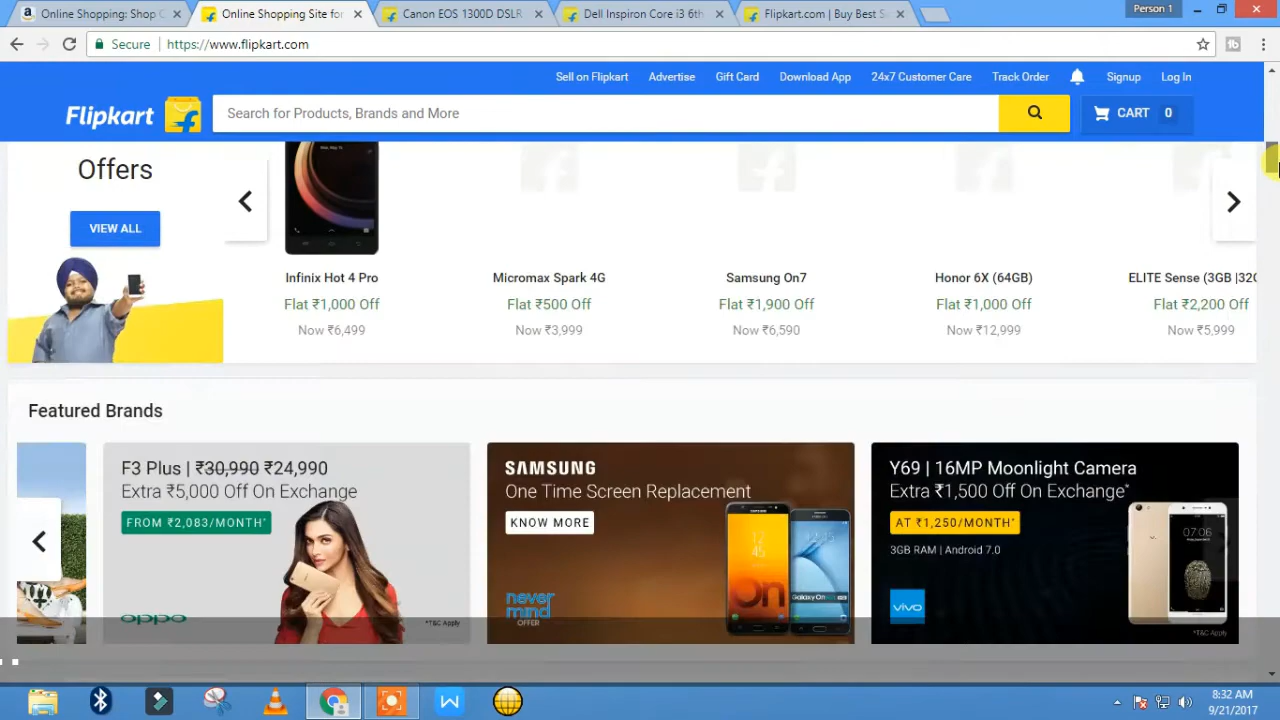 Online Shopping: Shop C
Online Shopping Site for
Canon EOS 1300D DSLR
Dell Inspiron Core i3 6th
Flipkart.com | Buy Best S
Person 1
Secure
https://www.flipkart.com
Sell on Flipkart
Advertise
Gift Card
Download App
24x7 Customer Care
Track Order
Signup
Log In
Flipkart
Search for Products, Brands and More
CART 0
Offers
VIEW ALL
Infinix Hot 4 Pro
Flat ₹1,000 Off
Now ₹6,499
Micromax Spark 4G
Flat ₹500 Off
Now ₹3,999
Samsung On7
Flat ₹1,900 Off
Now ₹6,590
Honor 6X (64GB)
Flat ₹1,000 Off
Now ₹12,999
ELITE Sense (3GB |32G
Flat ₹2,200 Off
Now ₹5,999
Featured Brands
F3 Plus | ₹30,990 ₹24,990
Extra ₹5,000 Off On Exchange
FROM ₹2,083/MONTH*
oppo
*T&C Apply
SAMSUNG
One Time Screen Replacement
KNOW MORE
never
mind
OFFER
12
45
On
Y69 | 16MP Moonlight Camera
Extra ₹1,500 Off On Exchange*
AT ₹1,250/MONTH*
3GB RAM | Android 7.0
vivo
07:06
*T&C Apply
8:32 AM
9/21/2017